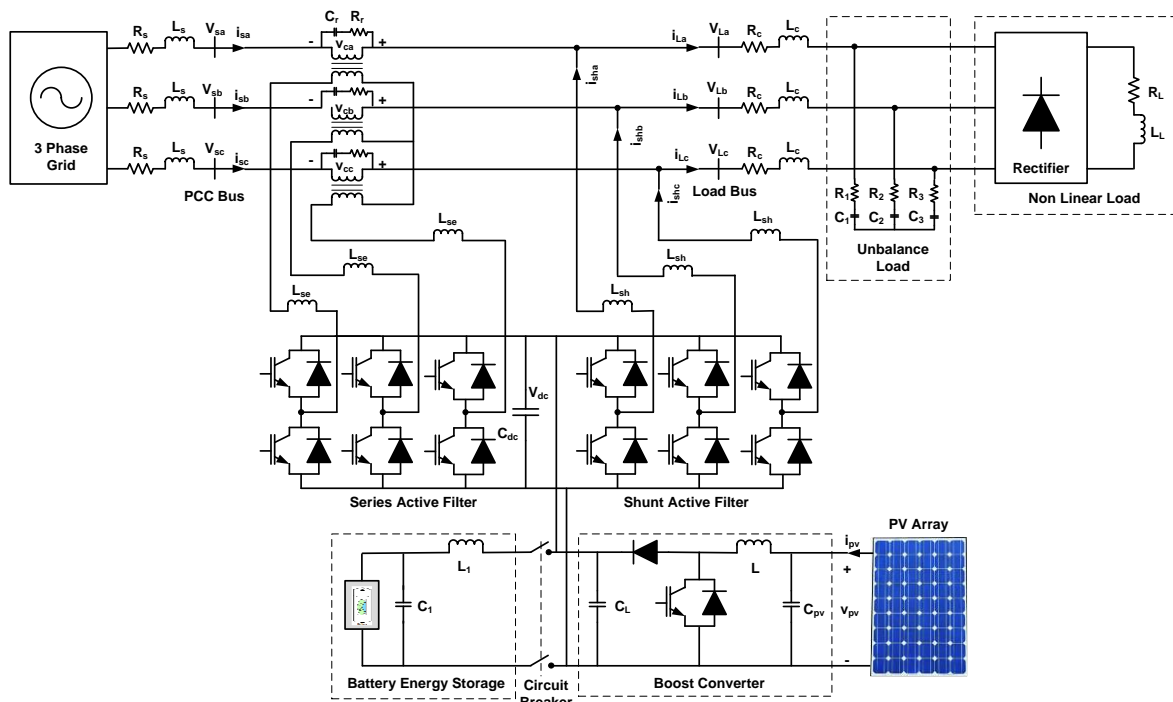 Cr Rr
Rs Ls Vsa isa - vca + iLa VLa Rc Lc
isha
Rs Ls Vsb isb - vcb + iLb VLb Rc Lc
RL
LL
3 Phase
Grid
ishb
Rs Ls Vsc isc - vcc + iLc VLc Rc Lc
Rectifier
PCC Bus
Load Bus
ishc
R1 R2 R3
C1 C2 C3
Non Linear Load
Unbalance
Load
Lse Lsh
Lse Lsh
Lse Lsh
Vdc
Cdc
Series Active Filter
Shunt Active Filter
PV Array
L1
L
ipv
+
C1
CL
Cpv
vpv
-
Battery Energy Storage
Circuit
Breaker
Boost Converter